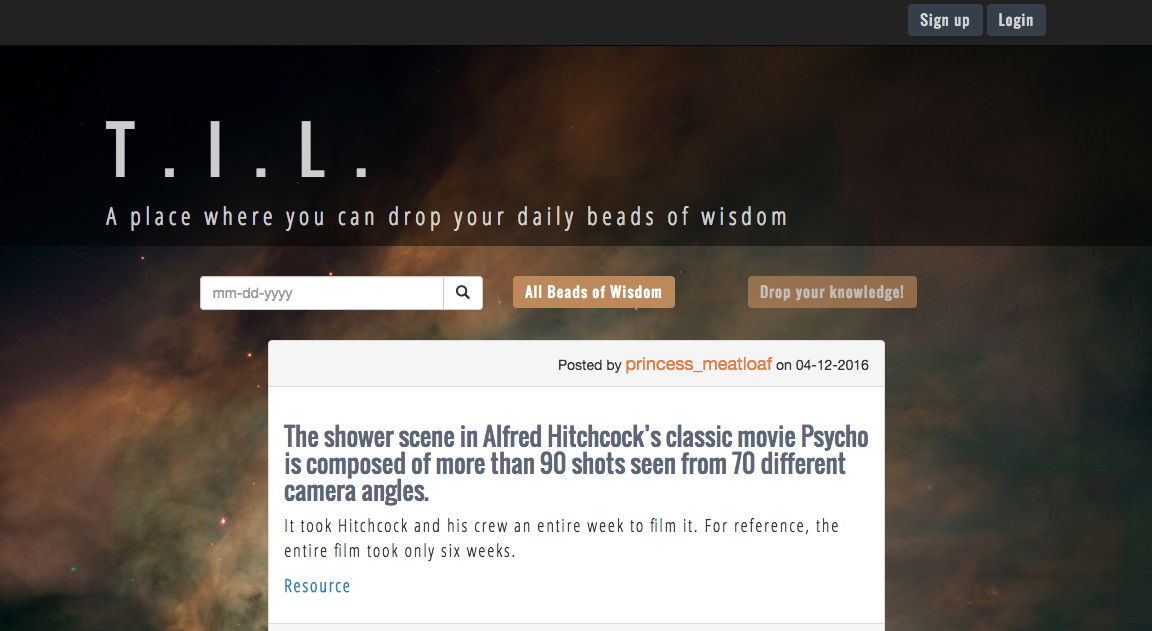 Sign up Login
T . I . L .
A place where you can drop your daily beads of wisdom
mm-dd-yyyy All Beads of Wisdom Drop your knowledge!
Posted by princess_meatloaf on 04-12-2016
The shower scene in Alfred Hitchcock's classic movie Psycho
is composed of more than 90 shots seen from 70 different
camera angles.
It took Hitchcock and his crew an entire week to film it. For reference, the
entire film took only six weeks.
Resource